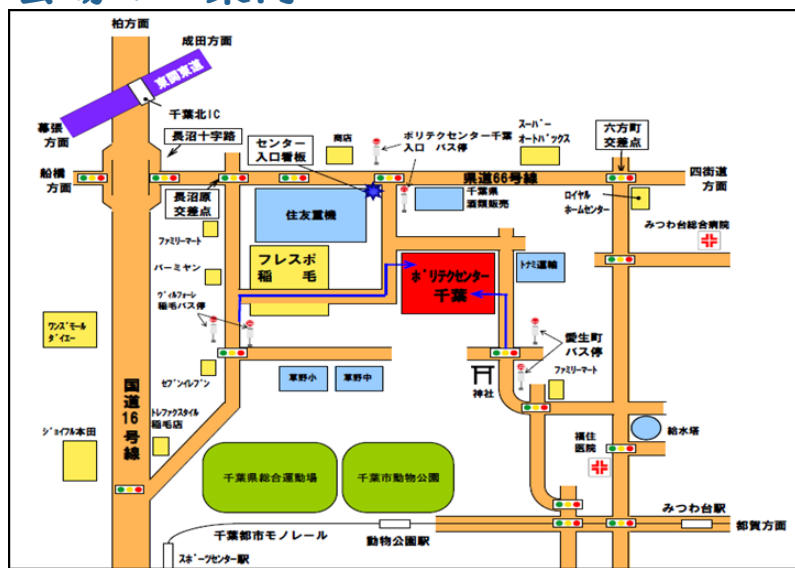 柏方面
成田方面
東関東道
千葉北IC
幕張
方面
長沼十字路
船橋
方面
長沼原
交差点
センター
入口看板
商店
ポリテクセンター千葉
入口 バス停
スーパー
オートバックス
六方町
交差点
四街道
方面
県道66号線
千葉県
酒類販売
ロイヤル
ホームセンター
みつわ台総合病院
住友重機
ファミリーマート
バーミヤン
フレスポ
稲毛
ポリテクセンター
千葉
トナミ運輸
ヴィルフォーレ
稲毛バス停
ワンズモール
ダイエー
愛生町
バス停
セブンイレブン
草野小
草野中
神社
ファミリーマート
国道16号線
トレファクスタイル
稲毛店
ジョイフル本田
給水塔
福住
医院
千葉県総合運動場
千葉市動物公園
みつわ台駅
千葉都市モノレール
動物公園駅
都賀方面
スポーツセンター駅